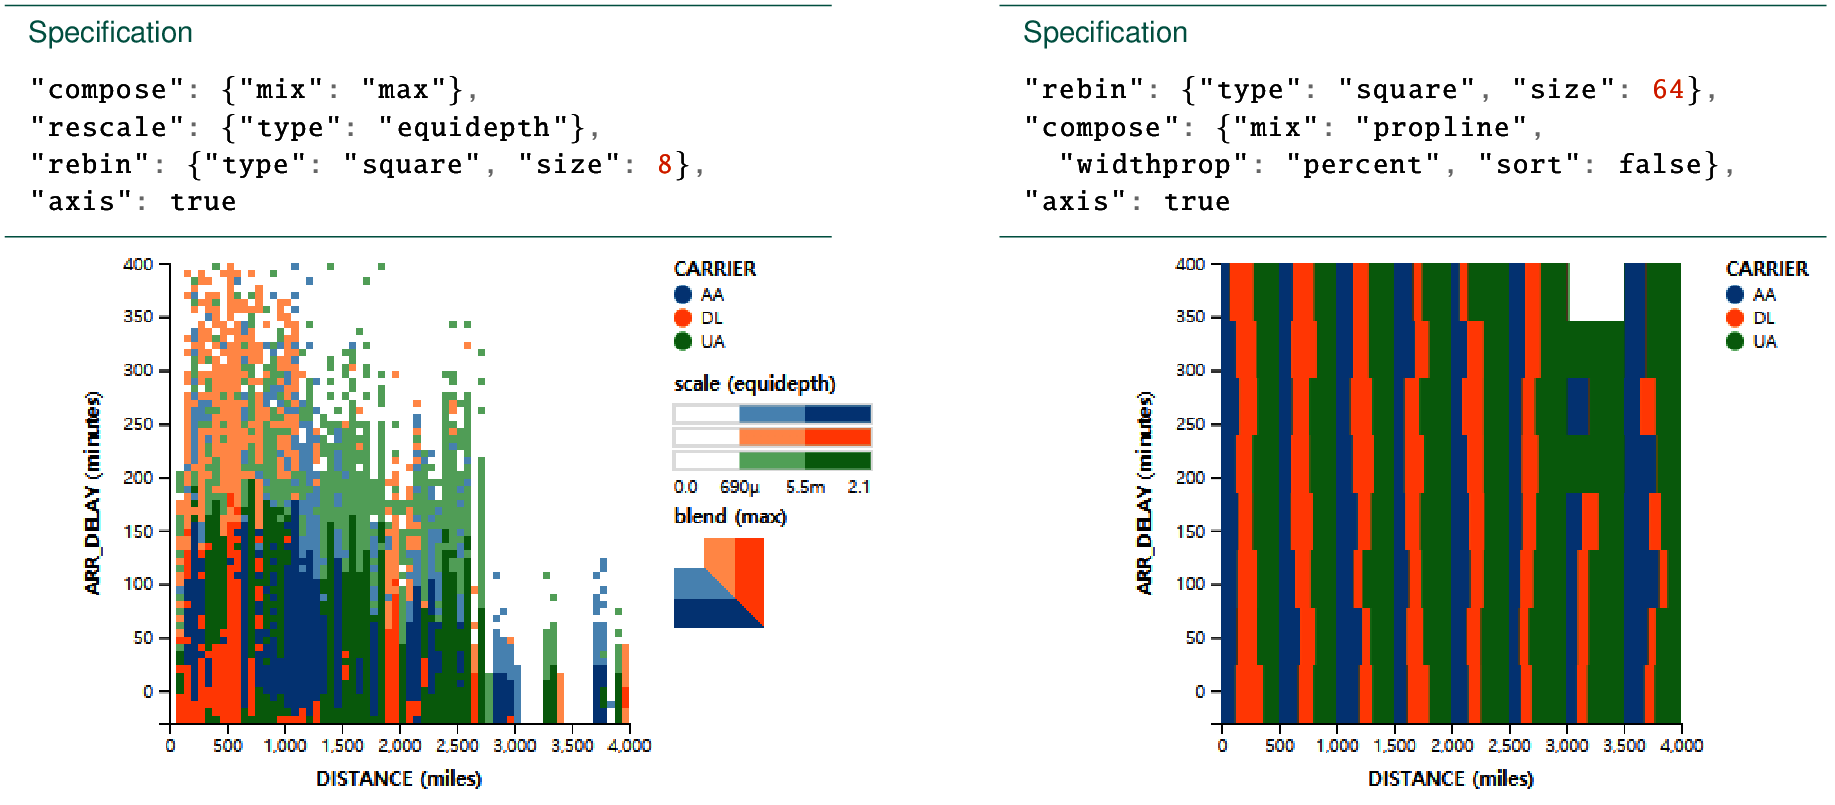 Specification
"compose": {"mix": "max"},
"rescale": {"type": "equidepth"},
"rebin": {"type": "square", "size": 8},
"axis": true
400
350
300
250
200
150
100
50
0
ARR_DELAY (minutes)
0 500 1,000 1,500 2,000 2,500 3,000 3,500 4,000
DISTANCE (miles)
CARRIER
AA
DL
UA
scale (equidepth)
0.0 690µ 5.5m 2.1
blend (max)
Specification
"rebin": {"type": "square", "size": 64},
"compose": {"mix": "propline",
"widthprop": "percent", "sort": false},
"axis": true
400
350
300
250
200
150
100
50
0
ARR_DELAY (minutes)
0 500 1,000 1,500 2,000 2,500 3,000 3,500 4,000
DISTANCE (miles)
CARRIER
AA
DL
UA